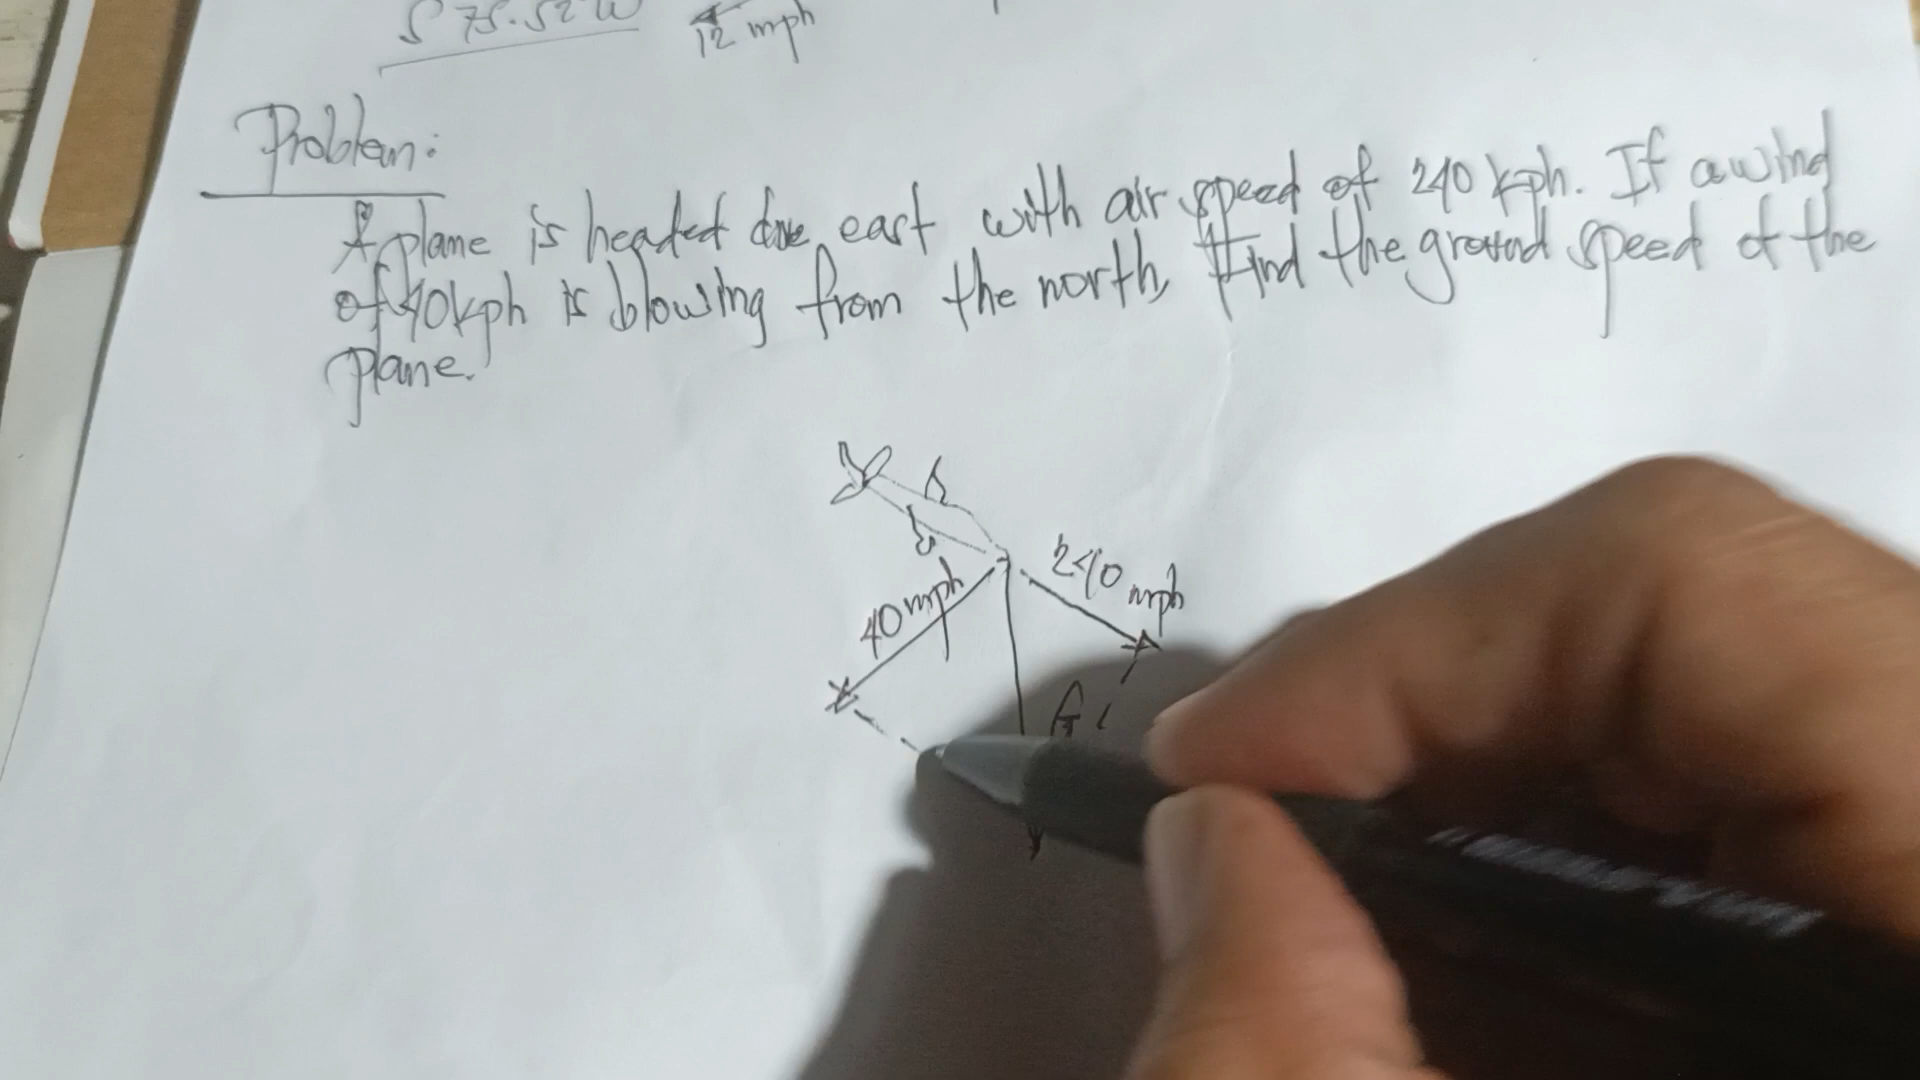 S 75.52 W
12 mph
Problem:
A plane is headed due east with air speed of 240 kph. If a wind
of 40kph is blowing from the north, find the ground speed of the
plane.
240 mph
40 mph
G